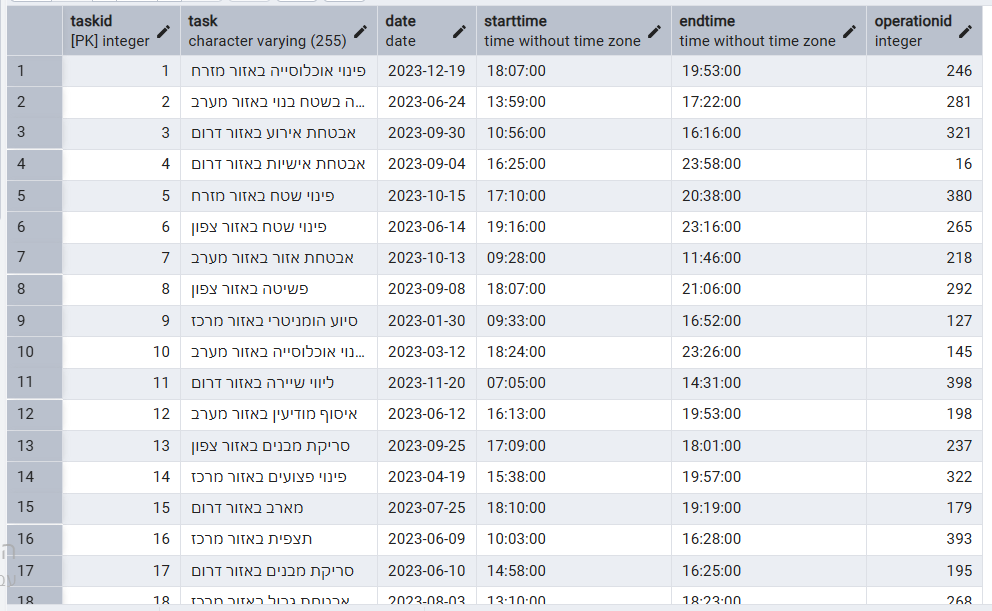 taskid task date starttime endtime operationid
[PK] integer character varying (255) date time without time zone time without time zone integer
1 1 פינוי אוכלוסייה באזור מזרח 2023-12-19 18:07:00 19:53:00 246
2 2 ...ה בשטח בנוי באזור מערב 2023-06-24 13:59:00 17:22:00 281
3 3 אבטחת אירוע באזור דרום 2023-09-30 10:56:00 16:16:00 321
4 4 אבטחת אישיות באזור דרום 2023-09-04 16:25:00 23:58:00 16
5 5 פינוי שטח באזור מזרח 2023-10-15 17:10:00 20:38:00 380
6 6 פינוי שטח באזור צפון 2023-06-14 19:16:00 23:16:00 265
7 7 אבטחת אזור באזור מערב 2023-10-13 09:28:00 11:46:00 218
8 8 פשיטה באזור צפון 2023-09-08 18:07:00 21:06:00 292
9 9 סיוע הומניטרי באזור מרכז 2023-01-30 09:33:00 16:52:00 127
10 10 ...נוי אוכלוסייה באזור מערב 2023-03-12 18:24:00 23:26:00 145
11 11 ליווי שיירה באזור דרום 2023-11-20 07:05:00 14:31:00 398
12 12 איסוף מודיעין באזור מערב 2023-06-12 16:13:00 19:53:00 198
13 13 סריקת מבנים באזור צפון 2023-09-25 17:09:00 18:01:00 237
14 14 פינוי פצועים באזור מרכז 2023-04-19 15:38:00 19:57:00 322
15 15 מארב באזור דרום 2023-07-25 18:10:00 19:19:00 179
16 16 תצפית באזור מרכז 2023-06-09 10:03:00 16:28:00 393
17 17 סריקת מבנים באזור דרום 2023-06-10 14:58:00 16:25:00 195
18 18 אבטחת גבול באזור מרכז 2023-08-03 13:10:00 18:23:00 268